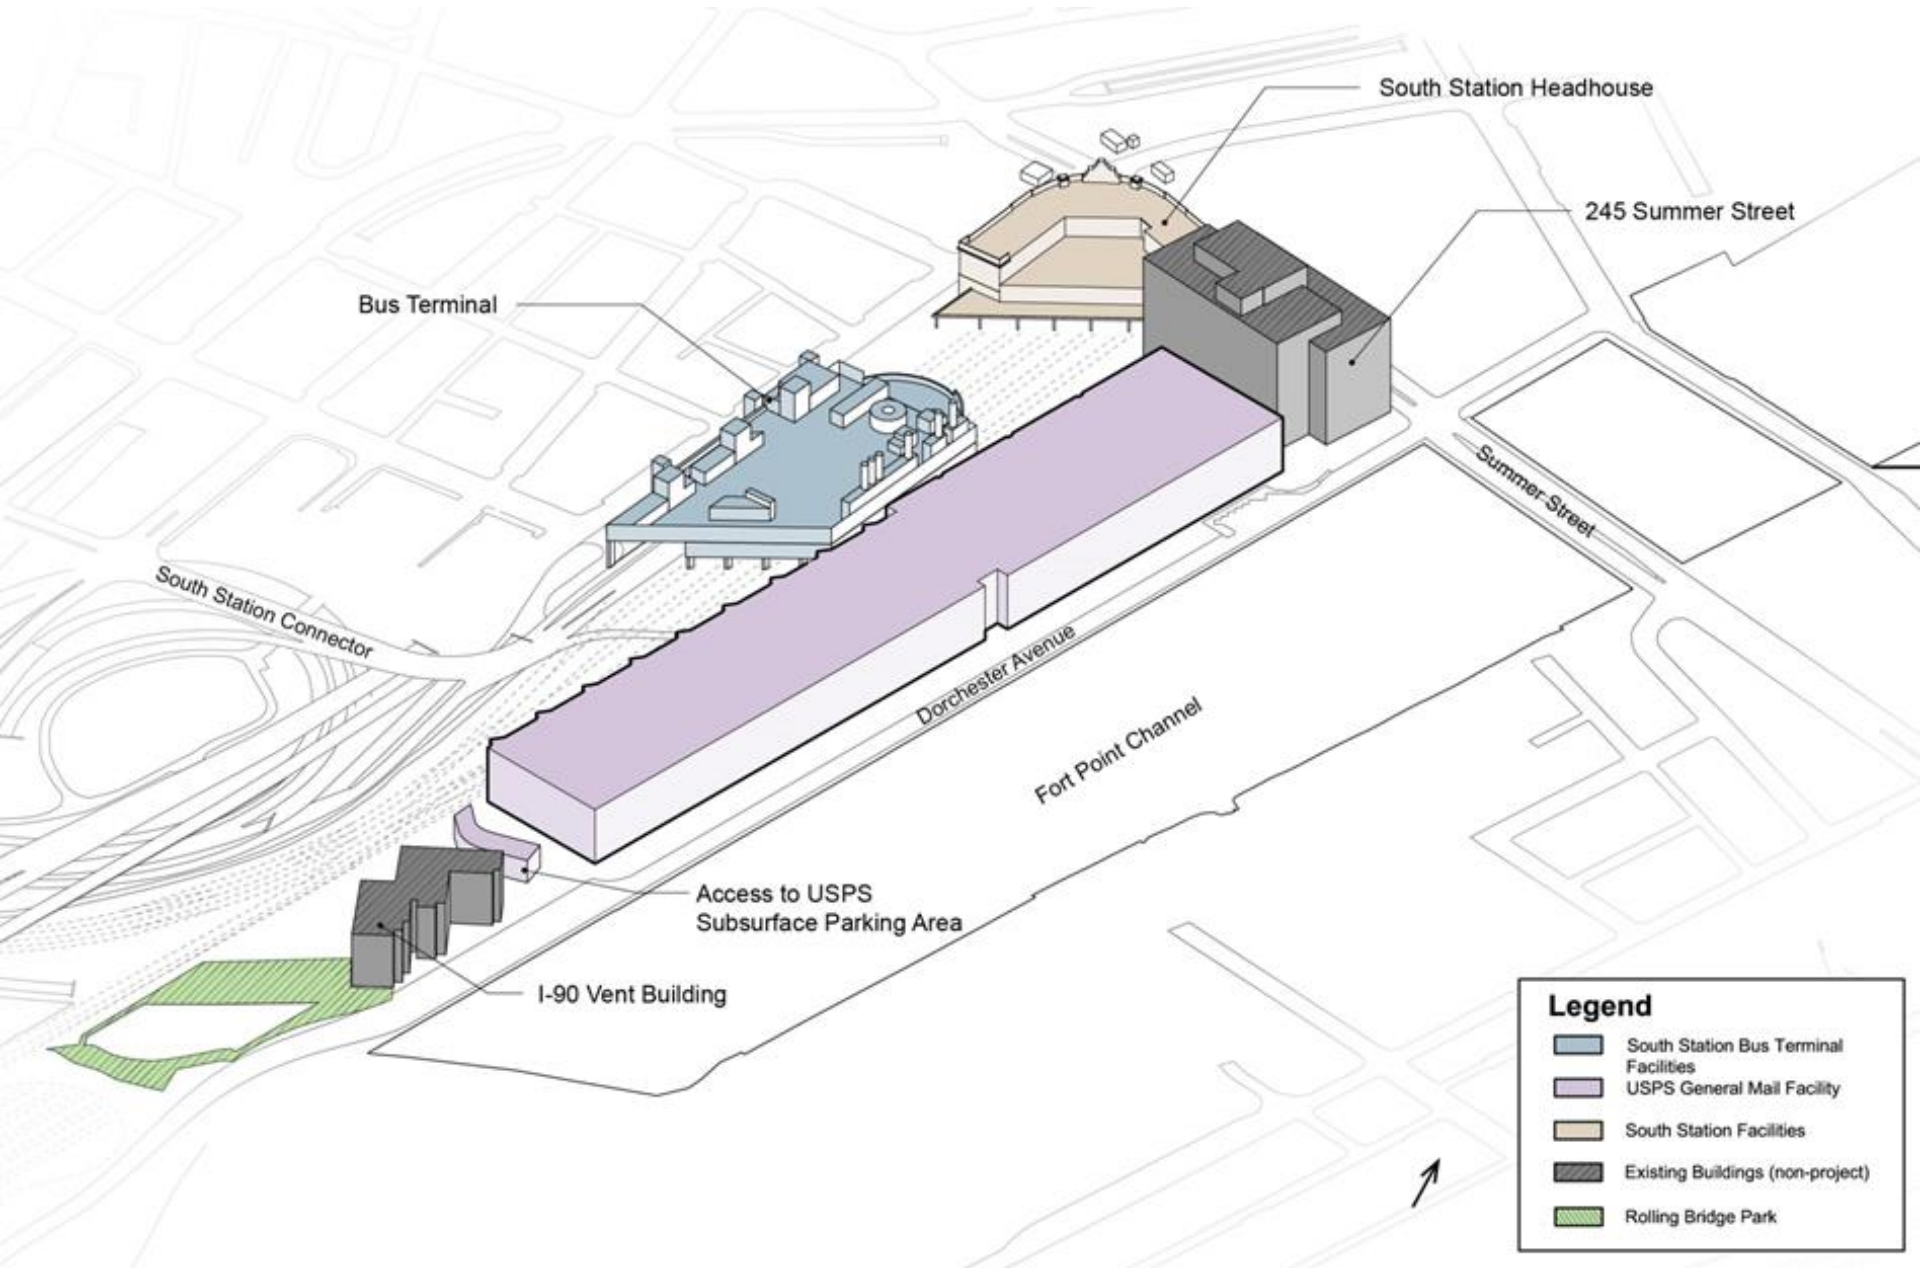 South Station Headhouse
245 Summer Street
Bus Terminal
Summer Street
South Station Connector
Dorchester Avenue
Fort Point Channel
Access to USPS
Subsurface Parking Area
I-90 Vent Building
Legend
South Station Bus Terminal
Facilities
USPS General Mail Facility
South Station Facilities
Existing Buildings (non-project)
Rolling Bridge Park